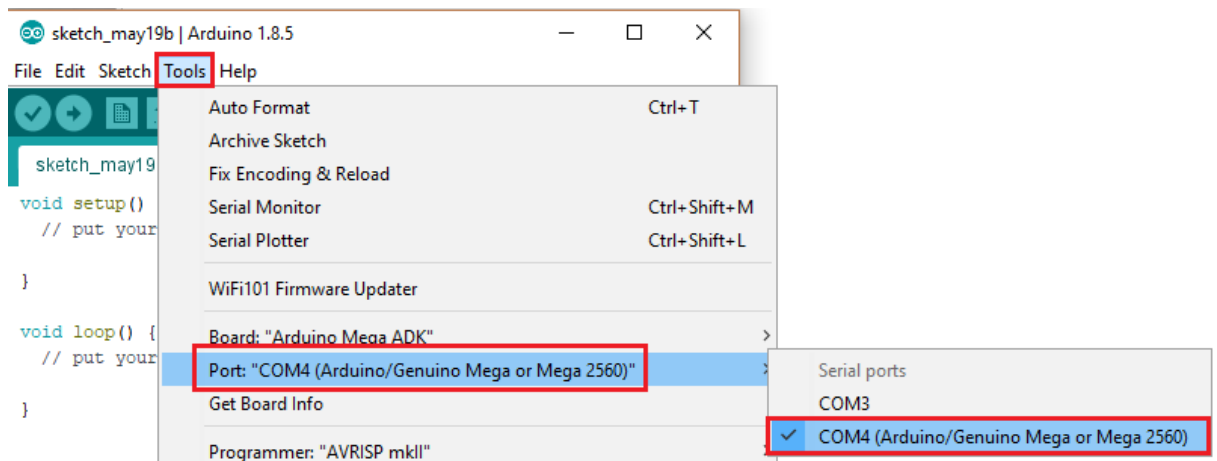 sketch_may19b | Arduino 1.8.5
File Edit Sketch Tools Help
Auto Format Ctrl+T
Archive Sketch
sketch_may19
Fix Encoding & Reload
void setup()
Serial Monitor Ctrl+Shift+M
// put your
Serial Plotter Ctrl+Shift+L
}
WiFi101 Firmware Updater
void loop() {
Board: "Arduino Mega ADK"
// put your
Port: "COM4 (Arduino/Genuino Mega or Mega 2560)"
Serial ports
}
Get Board Info
COM3
COM4 (Arduino/Genuino Mega or Mega 2560)
Programmer: "AVRISP mkII"